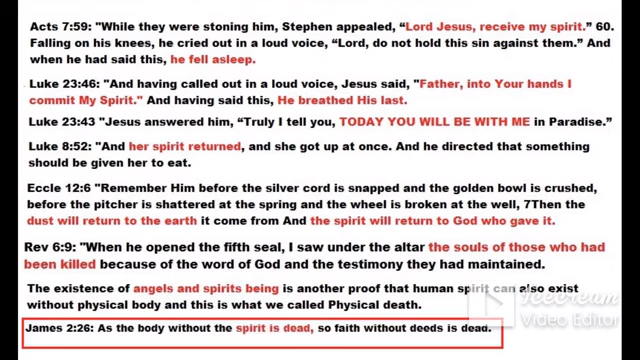 Acts 7:59: "While they were stoning him, Stephen appealed, “Lord Jesus, receive my spirit.” 60.
Falling on his knees, he cried out in a loud voice, “Lord, do not hold this sin against them.” And
when he had said this, he fell asleep.
Luke 23:46: "And having called out in a loud voice, Jesus said, "Father, into Your hands I
commit My Spirit." And having said this, He breathed His last.
Luke 23:43 "Jesus answered him, “Truly I tell you, TODAY YOU WILL BE WITH ME in Paradise.”
Luke 8:52: "And her spirit returned, and she got up at once. And he directed that something
should be given her to eat.
Eccle 12:6 "Remember Him before the silver cord is snapped and the golden bowl is crushed,
before the pitcher is shattered at the spring and the wheel is broken at the well, 7Then the
dust will return to the earth it come from And the spirit will return to God who gave it.
Rev 6:9: "When he opened the fifth seal, I saw under the altar the souls of those who had
been killed because of the word of God and the testimony they had maintained.
The existence of angels and spirits being is another proof that human spirit can also exist
without physical body and this is what we called Physical death.
James 2:26: As the body without the spirit is dead, so faith without deeds is dead.
IceCream
Video Editor